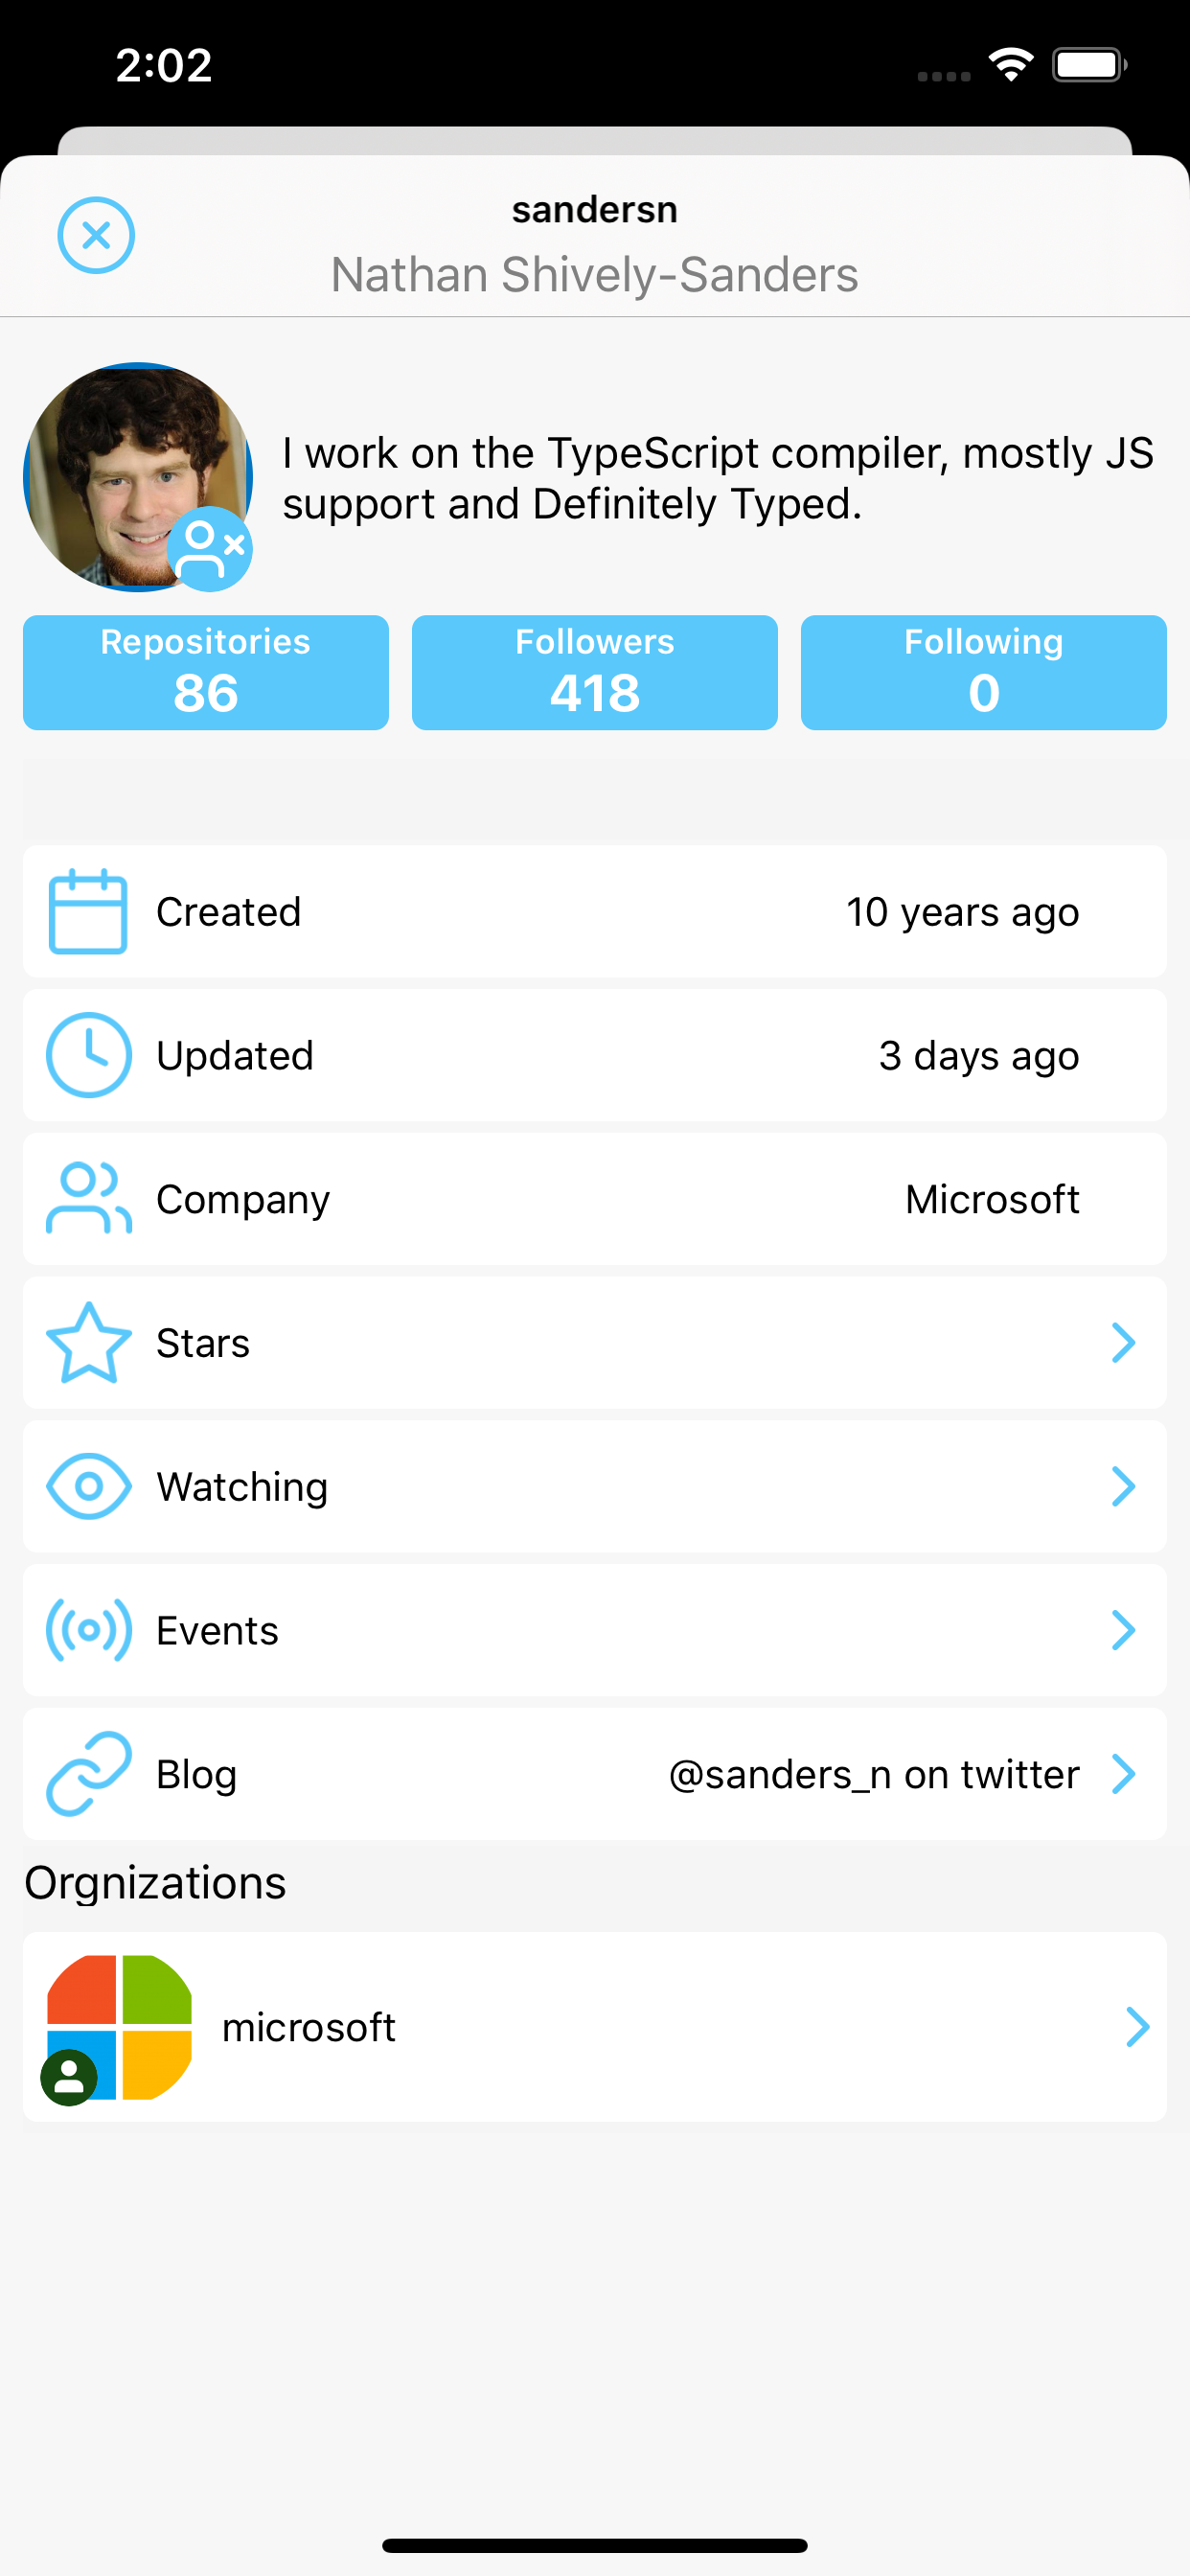 2:02
sandersn
Nathan Shively-Sanders
I work on the TypeScript compiler, mostly JS
support and Definitely Typed.
Repositories
86
Followers
418
Following
0
Created 10 years ago
Updated 3 days ago
Company Microsoft
Stars
Watching
Events
Blog @sanders_n on twitter
Orgnizations
microsoft